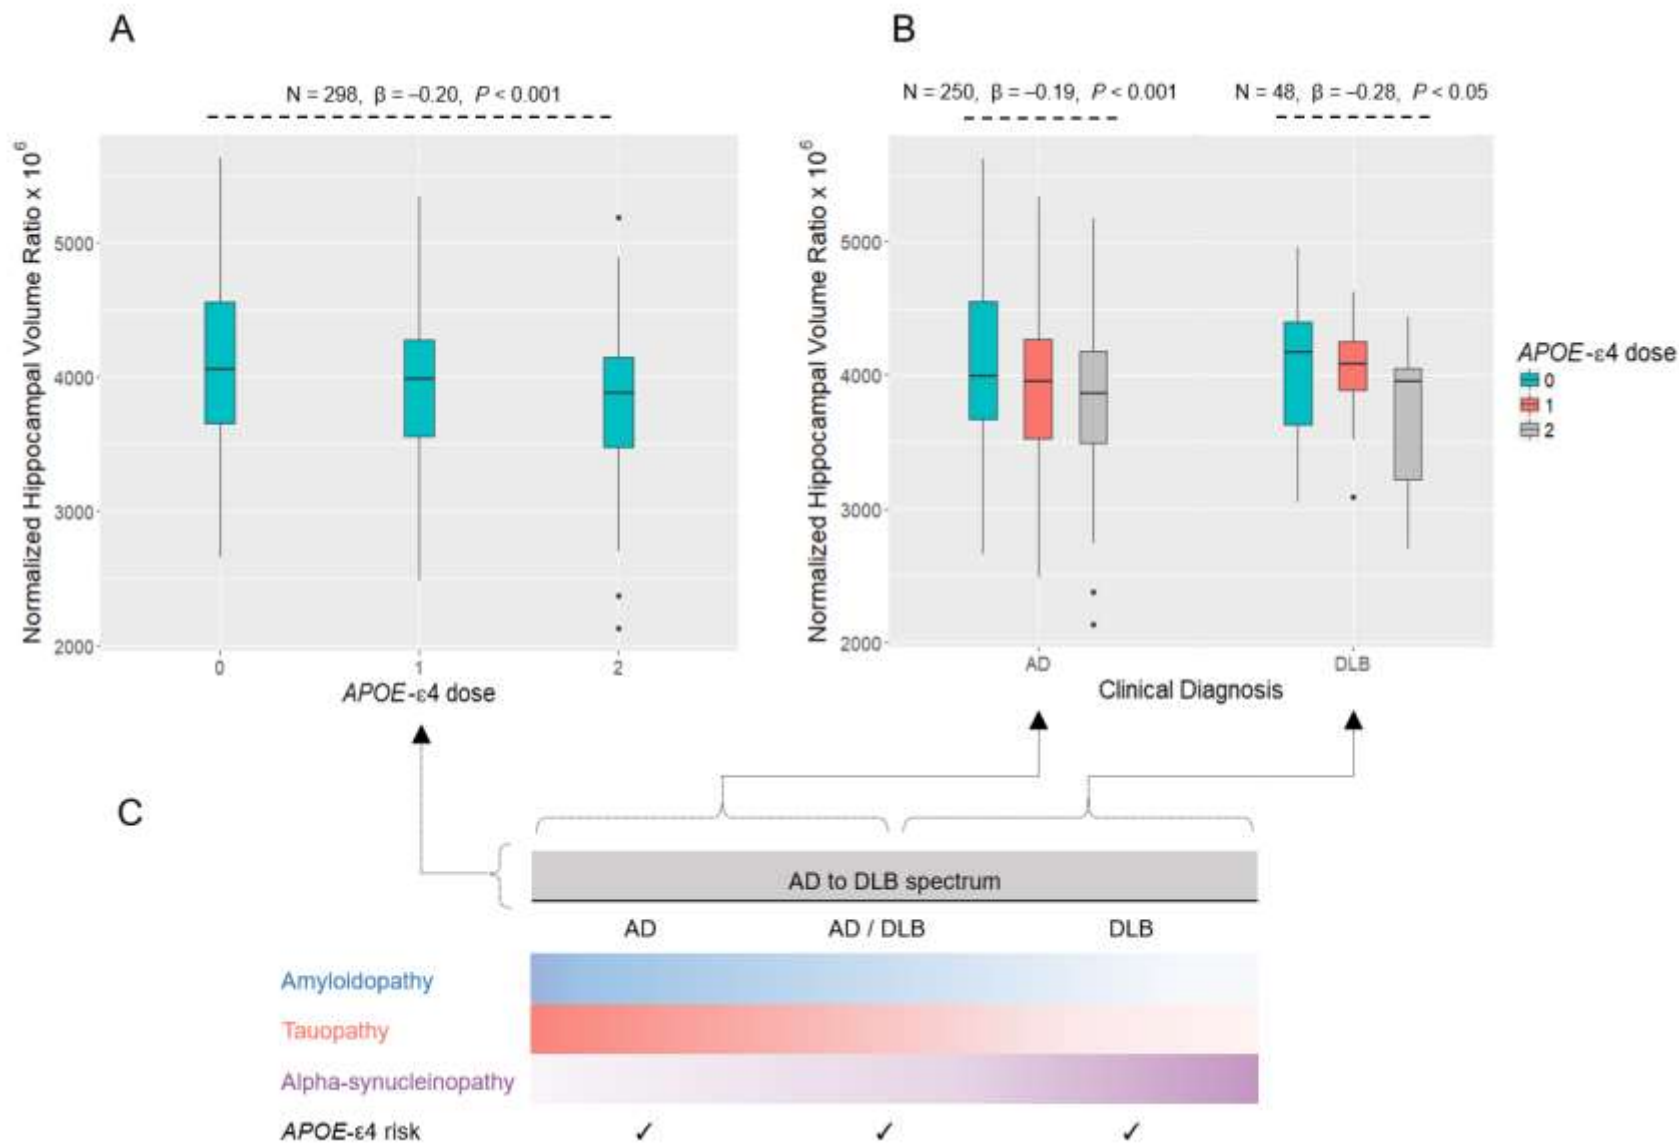 A
N = 298, β = –0.20, P < 0.001
Normalized Hippocampal Volume Ratio x 10⁶
5000
4000
3000
2000
0 1 2
APOE-ε4 dose
B
N = 250, β = –0.19, P < 0.001 N = 48, β = –0.28, P < 0.05
Normalized Hippocampal Volume Ratio x 10⁶
5000
4000
3000
2000
AD DLB
Clinical Diagnosis
APOE-ε4 dose
0
1
2
C
AD to DLB spectrum
AD AD / DLB DLB
Amyloidopathy
Tauopathy
Alpha-synucleinopathy
APOE-ε4 risk ✓ ✓ ✓